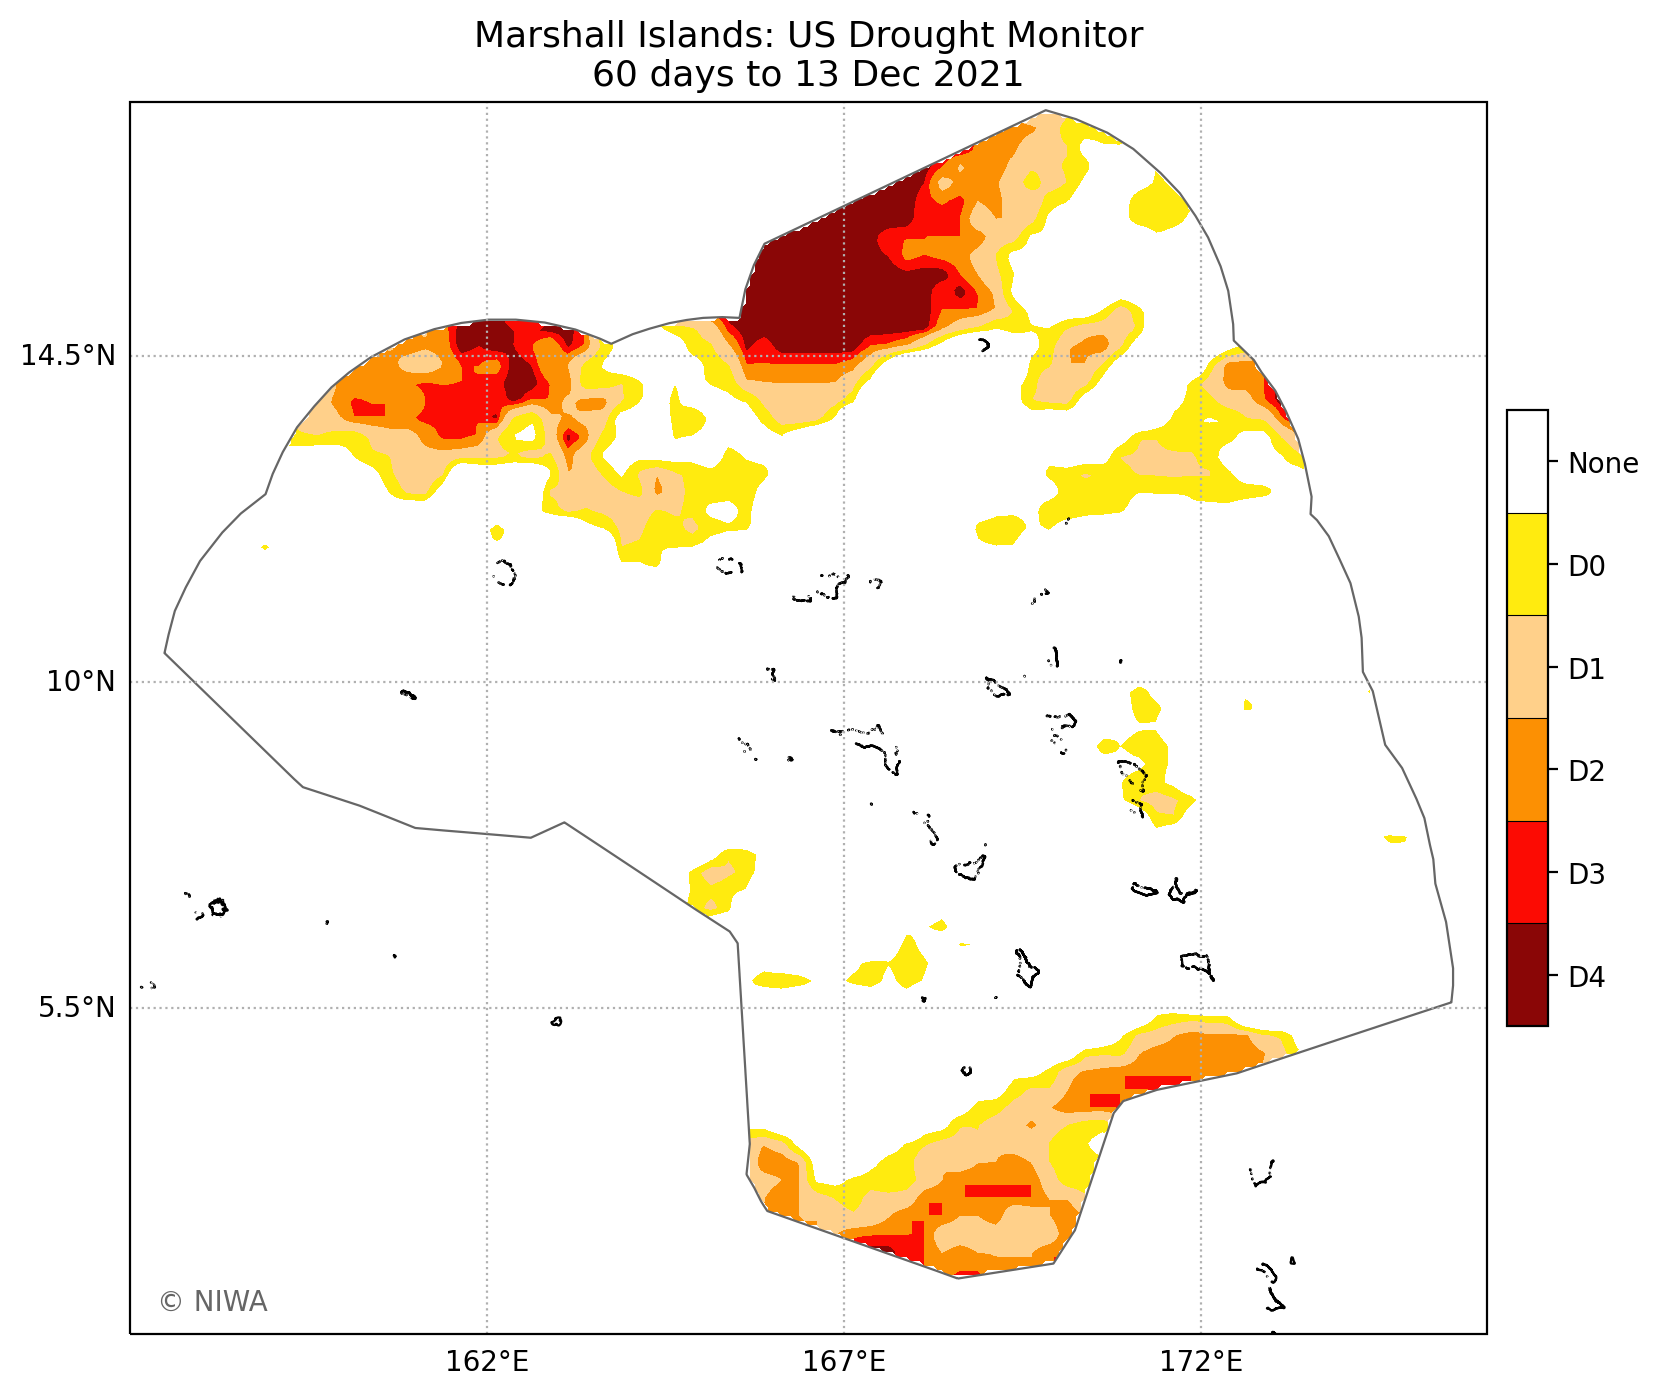 Marshall Islands: US Drought Monitor
60 days to 13 Dec 2021
14.5°N
10°N
5.5°N
162°E
167°E
172°E
None
D0
D1
D2
D3
D4
© NIWA